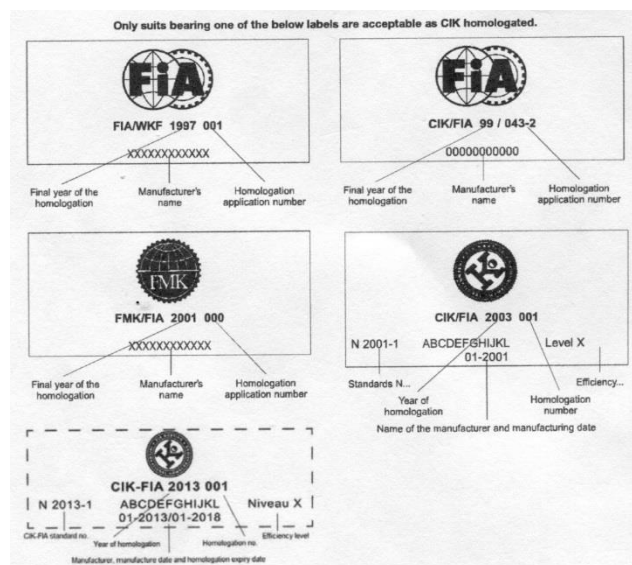 Only suits bearing one of the below labels are acceptable as CIK homologated.
FiA
FIA/WKF 1997 001
XXXXXXXXXXXX
Final year of the homologation
Manufacturer's name
Homologation application number
FiA
CIK/FIA 99 / 043-2
00000000000
Final year of the homologation
Manufacturer's name
Homologation application number
FMK
FMK/FIA 2001 000
XXXXXXXXXXXX
Final year of the homologation
Manufacturer's name
Homologation application number
CIK/FIA 2003 001
N 2001-1 ABCDEFGHIJKL Level X
01-2001
Standards N...
Efficiency...
Year of homologation
Homologation number
Name of the manufacturer and manufacturing date
CIK-FIA 2013 001
N 2013-1 ABCDEFGHIJKL Niveau X
01-2013/01-2018
CIK-FIA standard no.
Year of homologation
Homologation no.
Efficiency level
Manufacturer, manufacture date and homologation expiry date